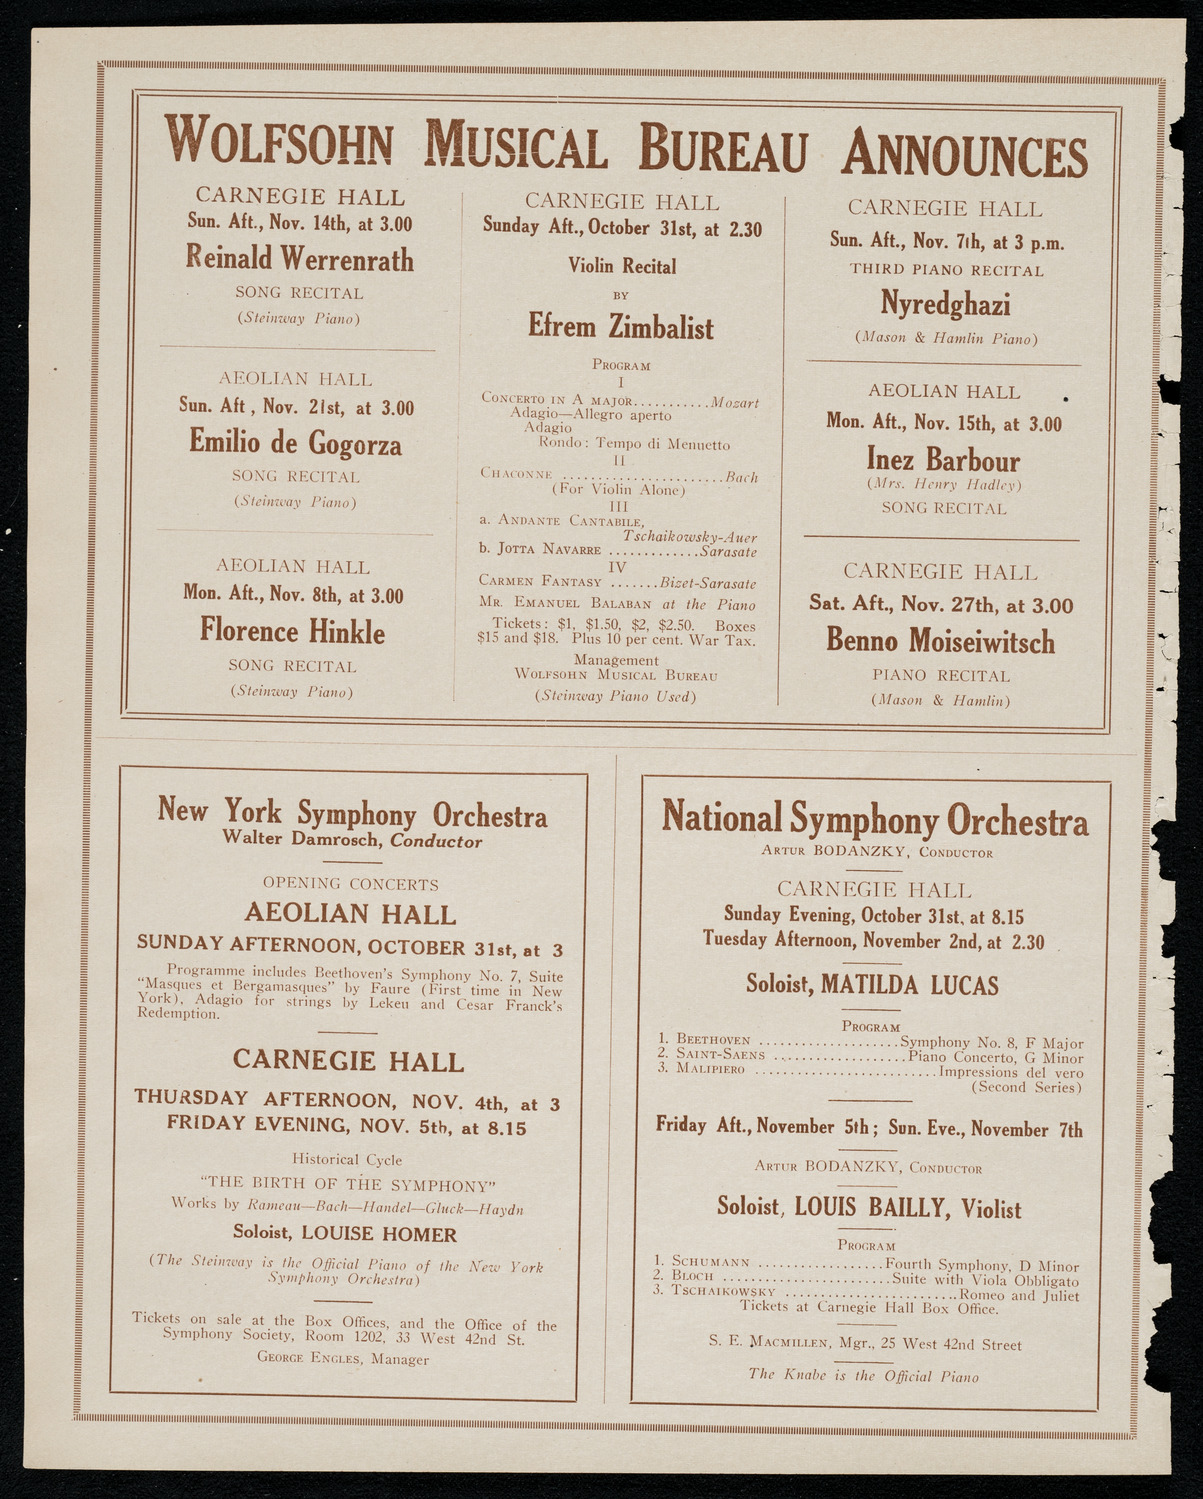 WOLFSOHN MUSICAL BUREAU ANNOUNCES
CARNEGIE HALL
Sun. Aft., Nov. 14th, at 3.00
Reinald Werrenrath
SONG RECITAL
(Steinway Piano)
AEOLIAN HALL
Sun. Aft , Nov. 21st, at 3.00
Emilio de Gogorza
SONG RECITAL
(Steinway Piano)
AEOLIAN HALL
Mon. Aft., Nov. 8th, at 3.00
Florence Hinkle
SONG RECITAL
(Steinway Piano)
CARNEGIE HALL
Sunday Aft., October 31st, at 2.30
Violin Recital
BY
Efrem Zimbalist
PROGRAM
I
CONCERTO IN A MAJOR...........Mozart
Adagio—Allegro aperto
Adagio
Rondo: Tempo di Menuetto
II
CHACONNE .......................Bach
(For Violin Alone)
III
a. ANDANTE CANTABILE,
Tschaikowsky-Auer
b. JOTTA NAVARRE .............Sarasate
IV
CARMEN FANTASY .......Bizet-Sarasate
MR. EMANUEL BALABAN at the Piano
Tickets: $1, $1.50, $2, $2.50. Boxes
$15 and $18. Plus 10 per cent. War Tax.
Management
WOLFSOHN MUSICAL BUREAU
(Steinway Piano Used)
CARNEGIE HALL
Sun. Aft., Nov. 7th, at 3 p.m.
THIRD PIANO RECITAL
Nyredghazi
(Mason & Hamlin Piano)
AEOLIAN HALL
Mon. Aft., Nov. 15th, at 3.00
Inez Barbour
(Mrs. Henry Hadley)
SONG RECITAL
CARNEGIE HALL
Sat. Aft., Nov. 27th, at 3.00
Benno Moiseiwitsch
PIANO RECITAL
(Mason & Hamlin)
New York Symphony Orchestra
Walter Damrosch, Conductor
OPENING CONCERTS
AEOLIAN HALL
SUNDAY AFTERNOON, OCTOBER 31st, at 3
Programme includes Beethoven's Symphony No. 7, Suite
"Masques et Bergamasques" by Faure (First time in New
York), Adagio for strings by Lekeu and Cesar Franck's
Redemption.
CARNEGIE HALL
THURSDAY AFTERNOON, NOV. 4th, at 3
FRIDAY EVENING, NOV. 5th, at 8.15
Historical Cycle
"THE BIRTH OF THE SYMPHONY"
Works by Rameau—Bach—Handel—Gluck—Haydn
Soloist, LOUISE HOMER
(The Steinway is the Official Piano of the New York
Symphony Orchestra)
Tickets on sale at the Box Offices, and the Office of the
Symphony Society, Room 1202, 33 West 42nd St.
GEORGE ENGLES, Manager
National Symphony Orchestra
ARTUR BODANZKY, CONDUCTOR
CARNEGIE HALL
Sunday Evening, October 31st, at 8.15
Tuesday Afternoon, November 2nd, at 2.30
Soloist, MATILDA LUCAS
PROGRAM
1. BEETHOVEN ....................Symphony No. 8, F Major
2. SAINT-SAENS ...................Piano Concerto, G Minor
3. MALIPIERO ..........................Impressions del vero
(Second Series)
Friday Aft., November 5th; Sun. Eve., November 7th
ARTUR BODANZKY, CONDUCTOR
Soloist, LOUIS BAILLY, Violist
PROGRAM
1. SCHUMANN ..................Fourth Symphony, D Minor
2. BLOCH ........................Suite with Viola Obbligato
3. TSCHAIKOWSKY .........................Romeo and Juliet
Tickets at Carnegie Hall Box Office.
S. E. MACMILLEN, Mgr., 25 West 42nd Street
The Knabe is the Official Piano